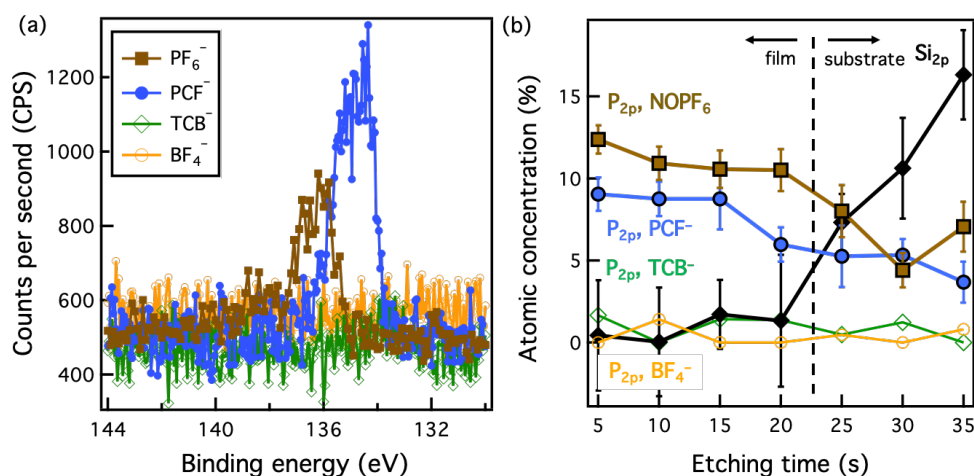 (a)
Counts per second (CPS)
1200
1000
800
600
400
PF₆⁻
PCF⁻
TCB⁻
BF₄⁻
144
140
136
132
Binding energy (eV)
(b)
Atomic concentration (%)
15
10
5
0
film
substrate
Si₂ₚ
P₂ₚ, NOPF₆
P₂ₚ, PCF⁻
P₂ₚ, TCB⁻
P₂ₚ, BF₄⁻
5
10
15
20
25
30
35
Etching time (s)